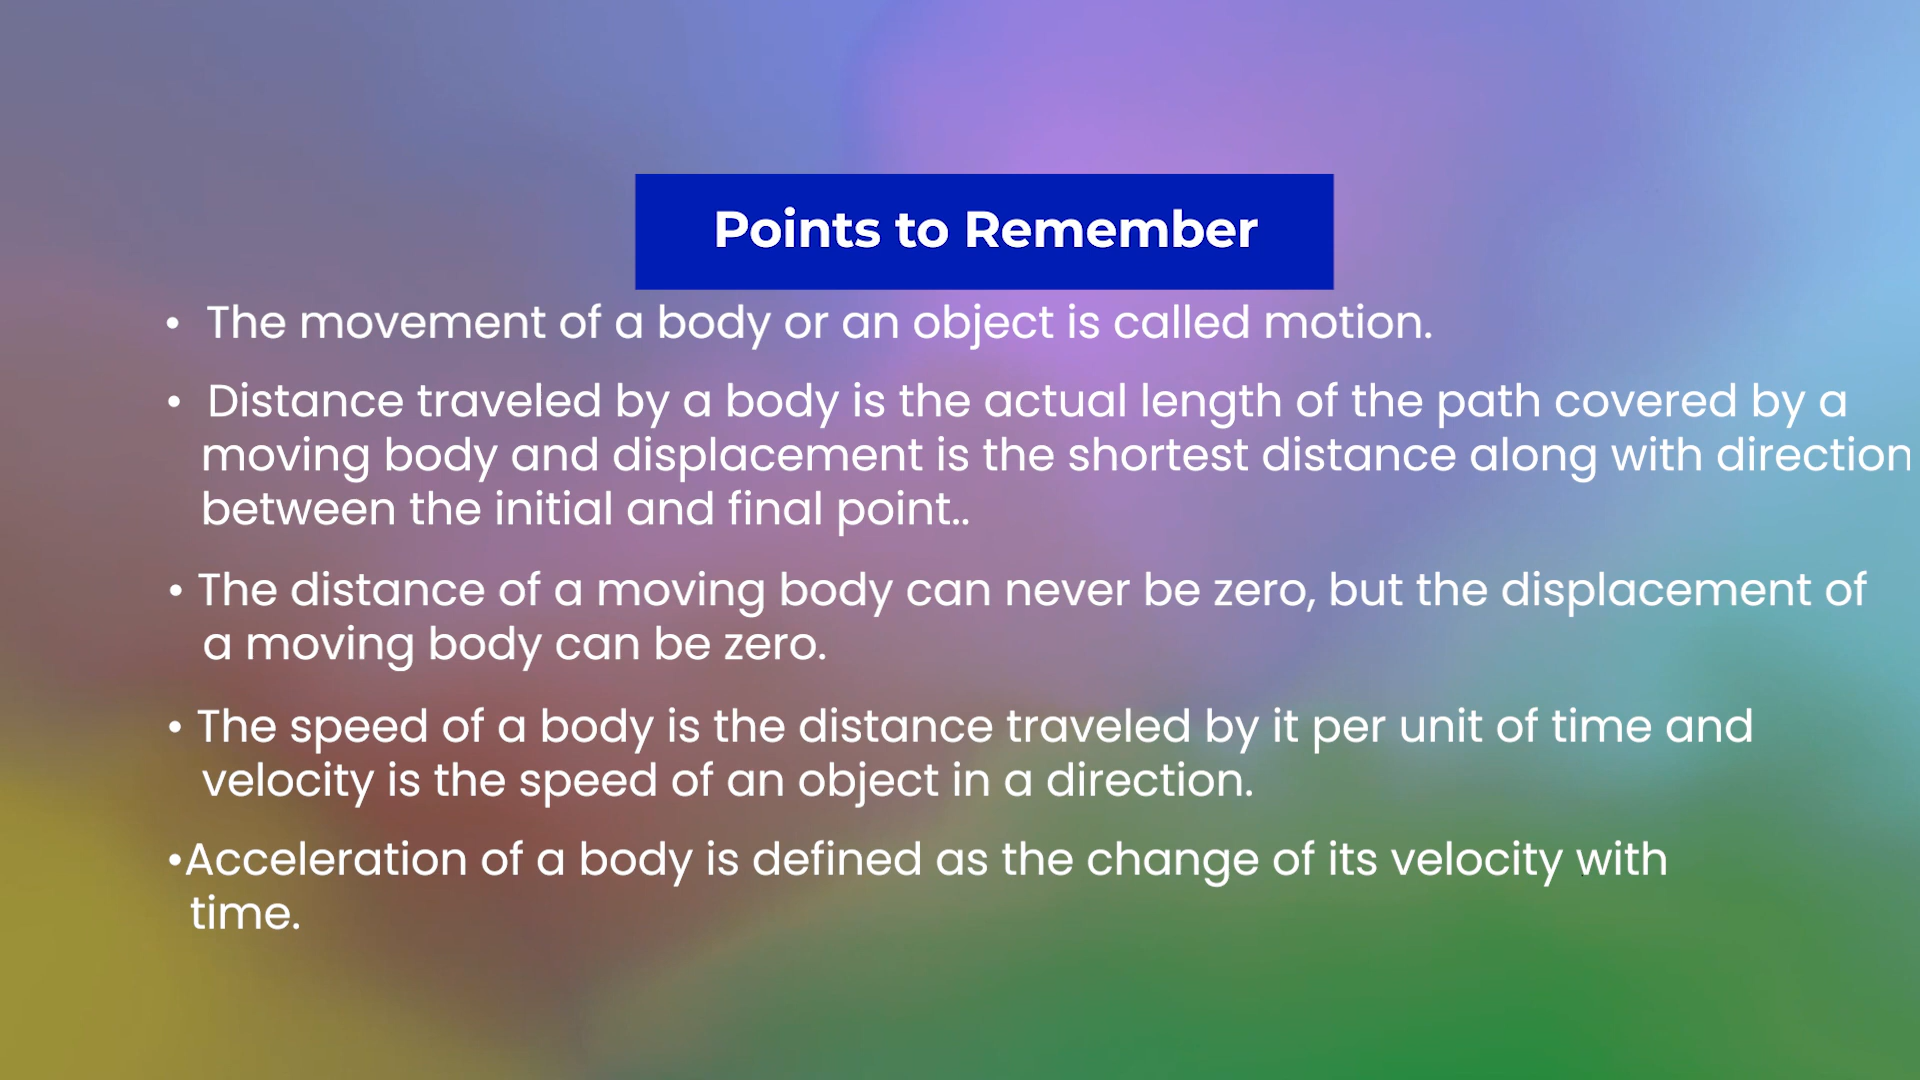 Points to Remember
• The movement of a body or an object is called motion.
• Distance traveled by a body is the actual length of the path covered by a
moving body and displacement is the shortest distance along with direction
between the initial and final point..
• The distance of a moving body can never be zero, but the displacement of
a moving body can be zero.
• The speed of a body is the distance traveled by it per unit of time and
velocity is the speed of an object in a direction.
•Acceleration of a body is defined as the change of its velocity with
time.